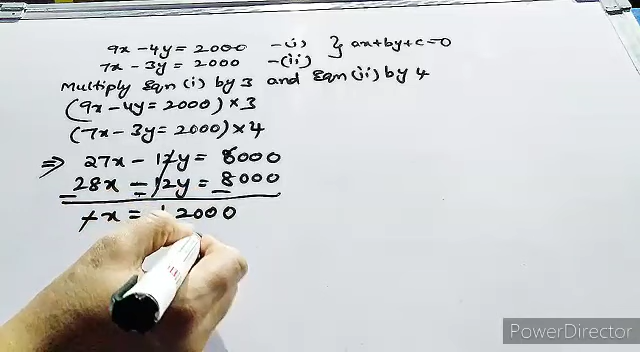 9x - 4y = 2000 - (i) } ax+by+c=0
7x - 3y = 2000 - (ii)
Multiply Eqn (i) by 3 and Eqn (ii) by 4
(9x - 4y = 2000) × 3
(7x - 3y = 2000) × 4
⇒ 27x - 12y = 6000
28x - 12y = 8000
- x = - 2000
PowerDirector